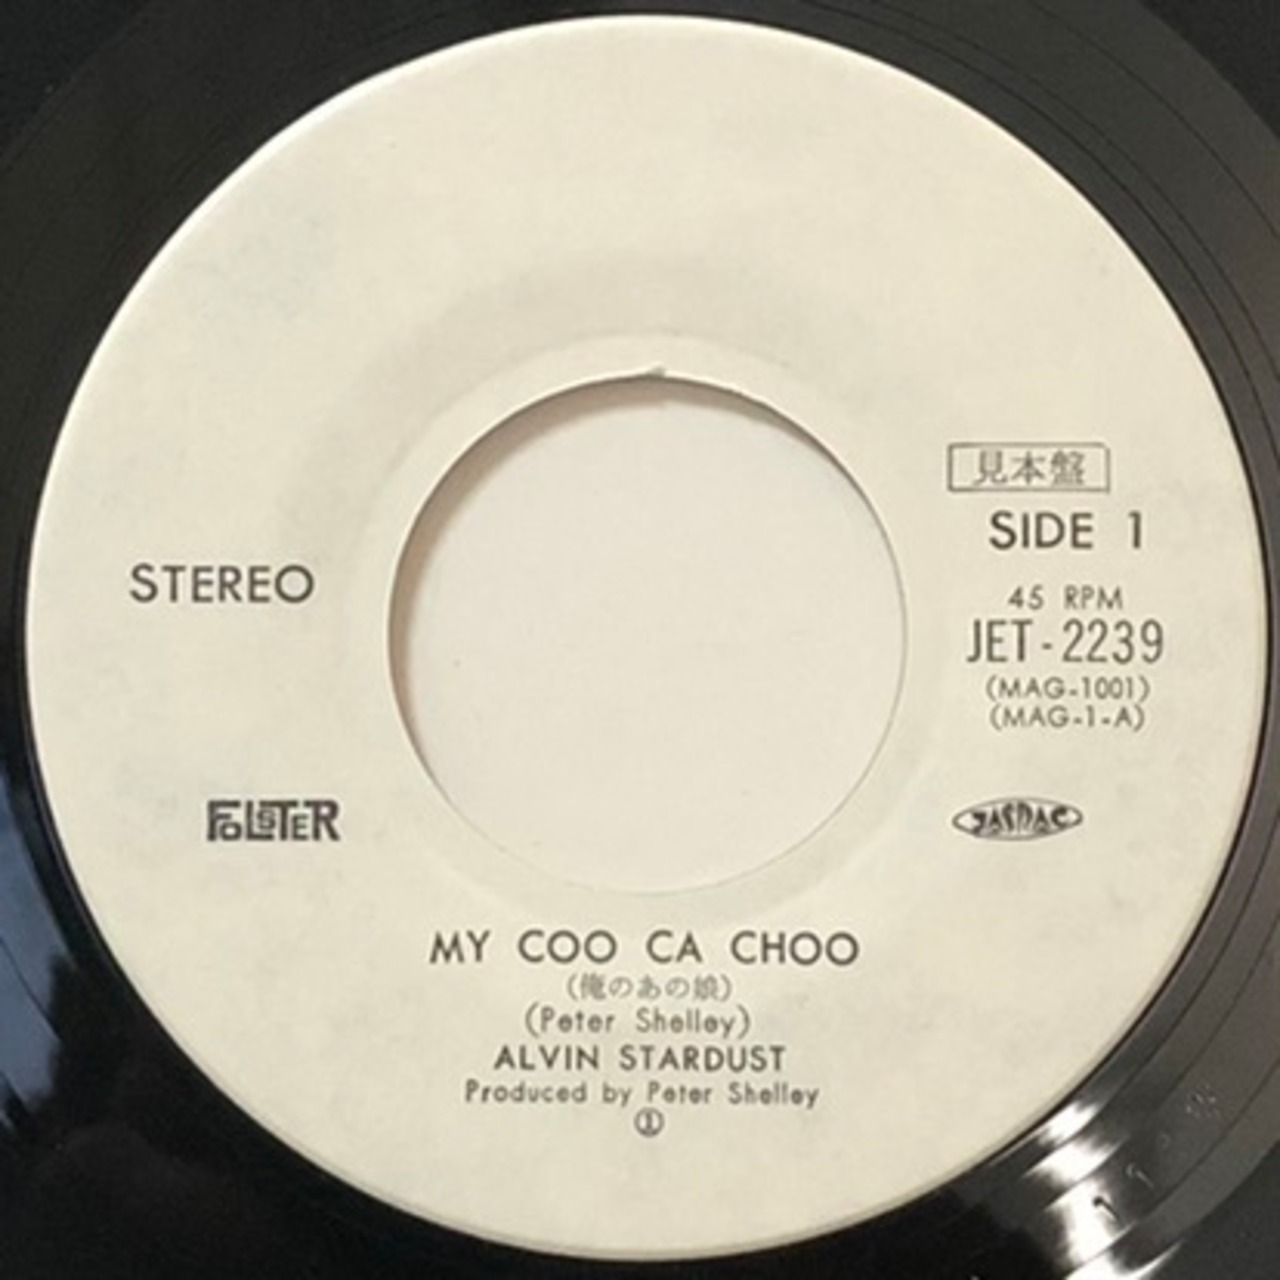 見本盤
SIDE 1
STEREO
45 RPM
JET-2239
(MAG-1001)
(MAG-1-A)
FOLSTER
JASRAC
MY COO CA CHOO
(俺のあの娘)
(Peter Shelley)
ALVIN STARDUST
Produced by Peter Shelley
①